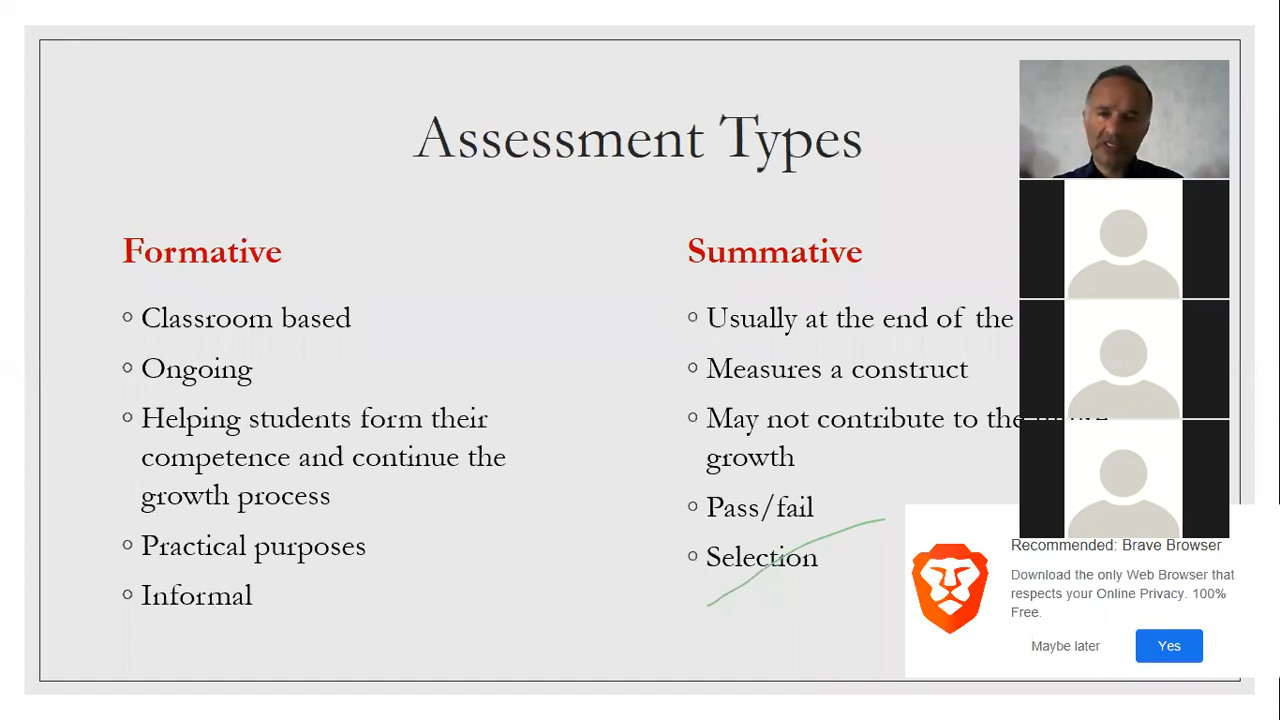 Assessment Types
Formative
◦ Classroom based
◦ Ongoing
◦ Helping students form their
competence and continue the
growth process
◦ Practical purposes
◦ Informal
Summative
◦ Usually at the end of the
◦ Measures a construct
◦ May not contribute to the
growth
◦ Pass/fail
◦ Selection
Recommended: Brave Browser
Download the only Web Browser that
respects your Online Privacy. 100%
Free.
Maybe later
Yes